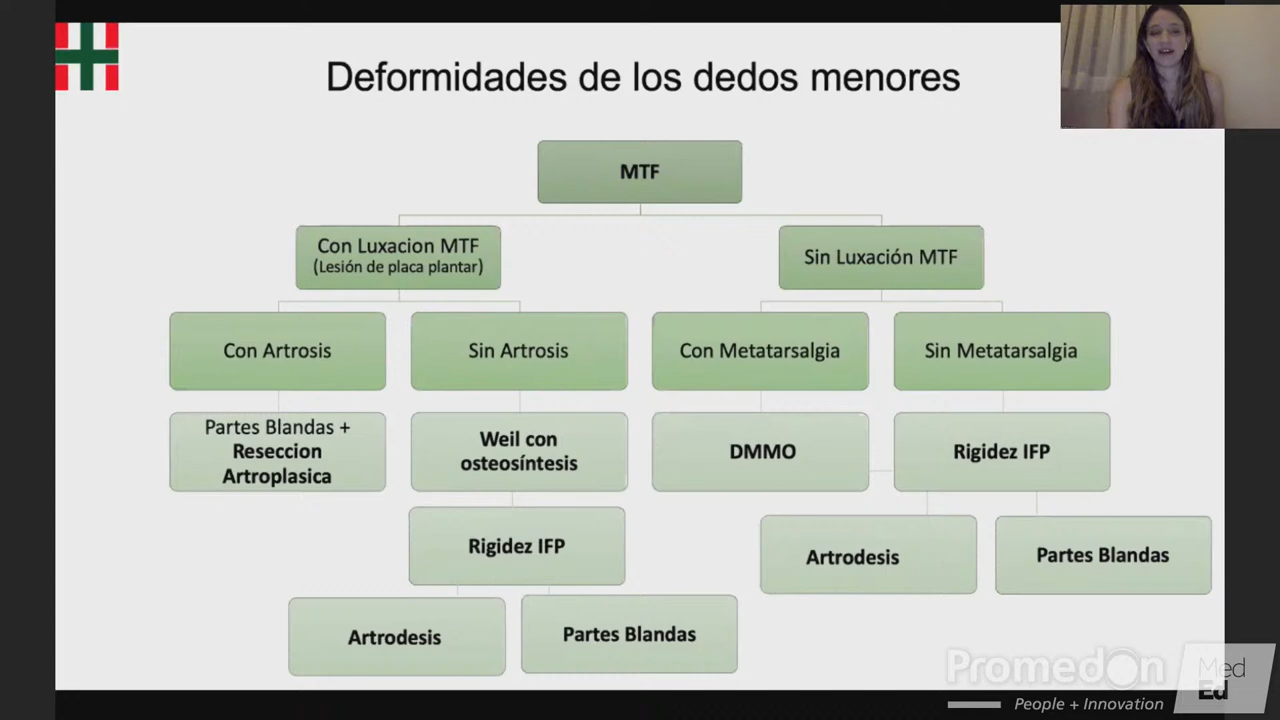 Deformidades de los dedos menores
MTF
Con Luxacion MTF
(Lesión de placa plantar)
Sin Luxación MTF
Con Artrosis
Sin Artrosis
Con Metatarsalgia
Sin Metatarsalgia
Partes Blandas +
Reseccion
Artroplasica
Weil con
osteosíntesis
DMMO
Rigidez IFP
Rigidez IFP
Artrodesis
Partes Blandas
Artrodesis
Partes Blandas
Promedon
Med
Ed
People + Innovation